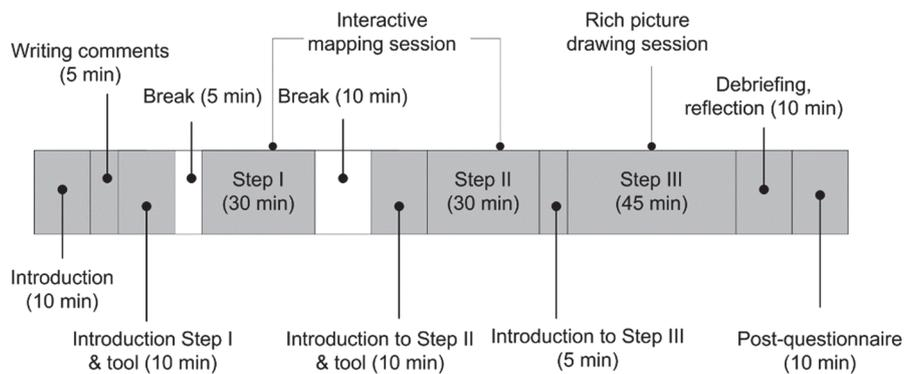 Interactive
mapping session
Rich picture
drawing session
Writing comments
(5 min)
Break (5 min)
Break (10 min)
Debriefing,
reflection (10 min)
Step I
(30 min)
Step II
(30 min)
Step III
(45 min)
Introduction
(10 min)
Introduction Step I
& tool (10 min)
Introduction to Step II
& tool (10 min)
Introduction to Step III
(5 min)
Post-questionnaire
(10 min)